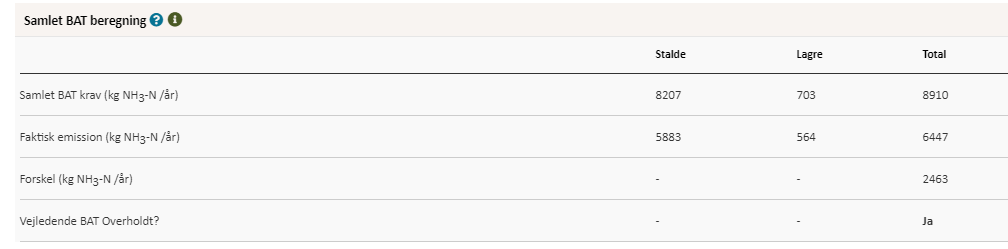 Samlet BAT beregning ? i
Stalde Lagre Total
Samlet BAT krav (kg NH3-N /år) 8207 703 8910
Faktisk emission (kg NH3-N /år) 5883 564 6447
Forskel (kg NH3-N /år) - - 2463
Vejledende BAT Overholdt? - - Ja